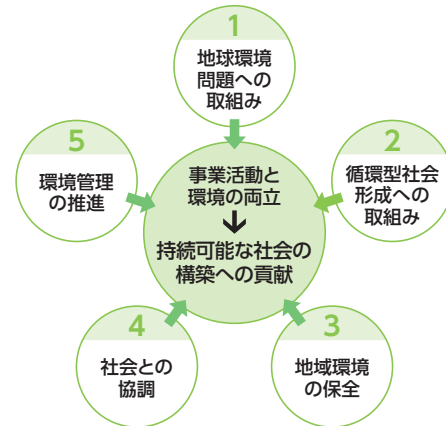 1
地球環境
問題への
取組み
2
循環型社会
形成への
取組み
3
地域環境
の保全
4
社会との
協調
5
環境管理
の推進
事業活動と
環境の両立
↓
持続可能な社会の
構築への貢献